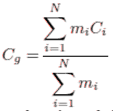 C_g = \frac{\sum_{i=1}^{N} m_i C_i}{\sum_{i=1}^{N} m_i}